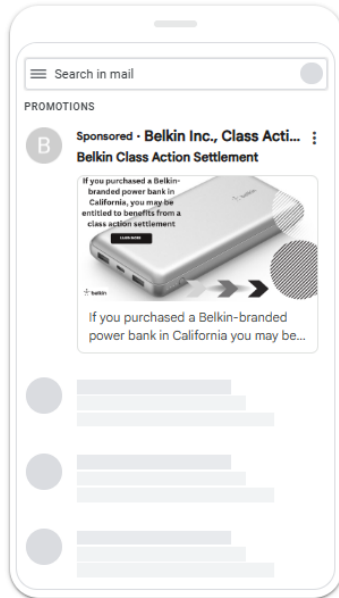 Search in mail
PROMOTIONS
B
Sponsored · Belkin Inc., Class Acti...
Belkin Class Action Settlement
If you purchased a Belkin-
branded power bank in
California, you may be
entitled to benefits from a
class action settlement
belkin
belkin
If you purchased a Belkin-branded
power bank in California you may be...